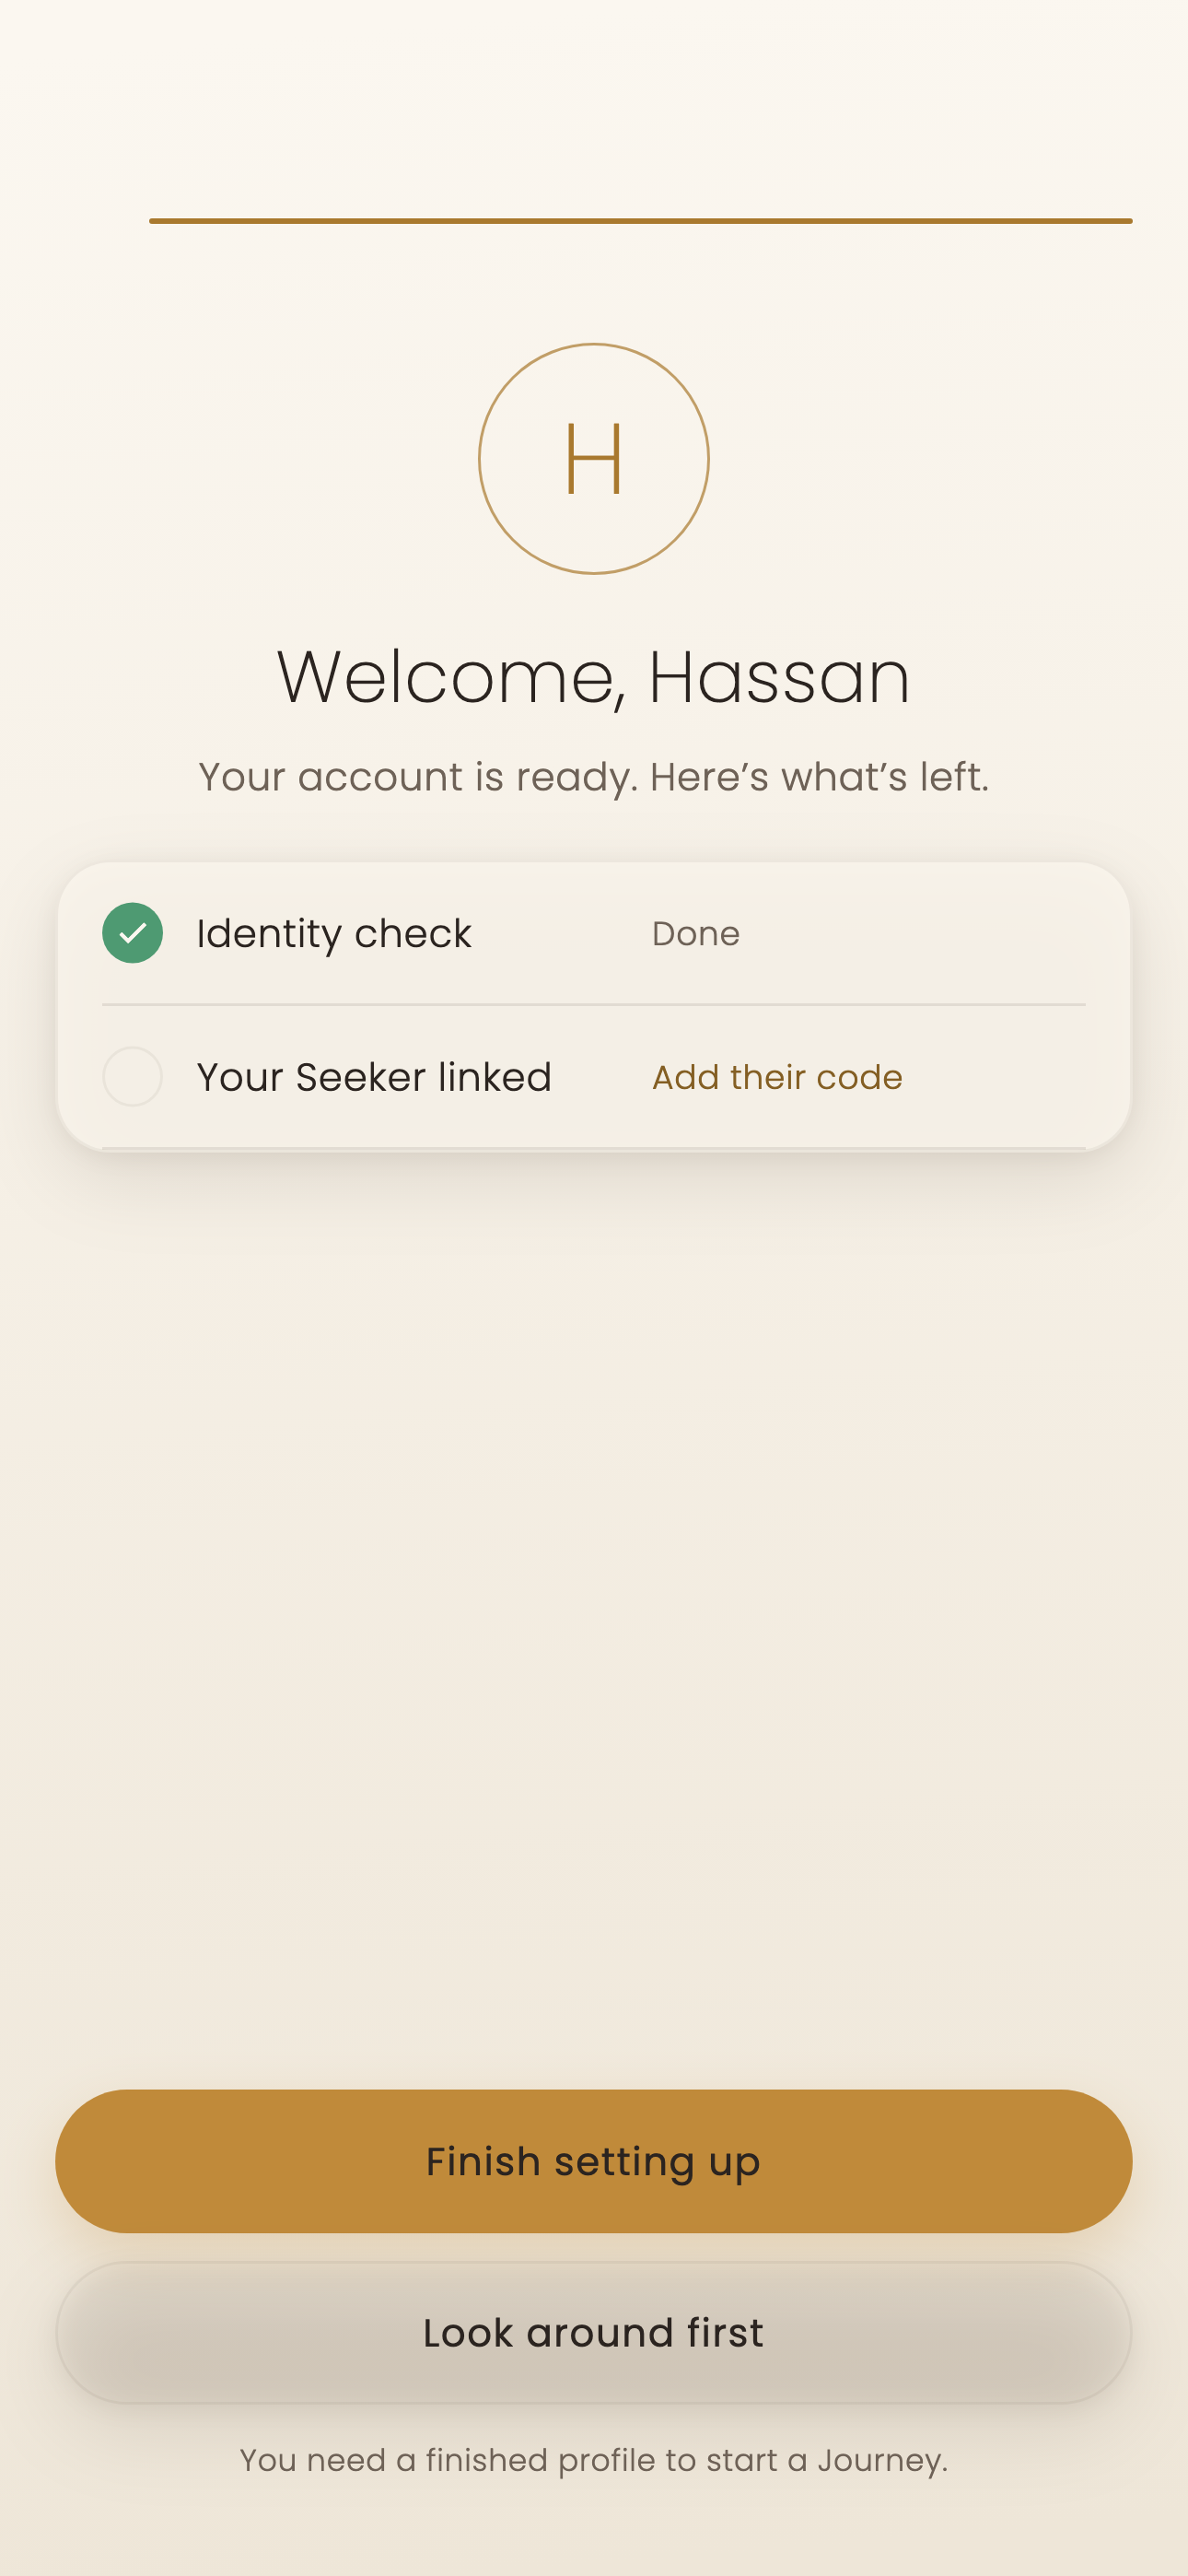 H
Welcome, Hassan
Your account is ready. Here’s what’s left.
Identity check Done
Your Seeker linked Add their code
Finish setting up
Look around first
You need a finished profile to start a Journey.